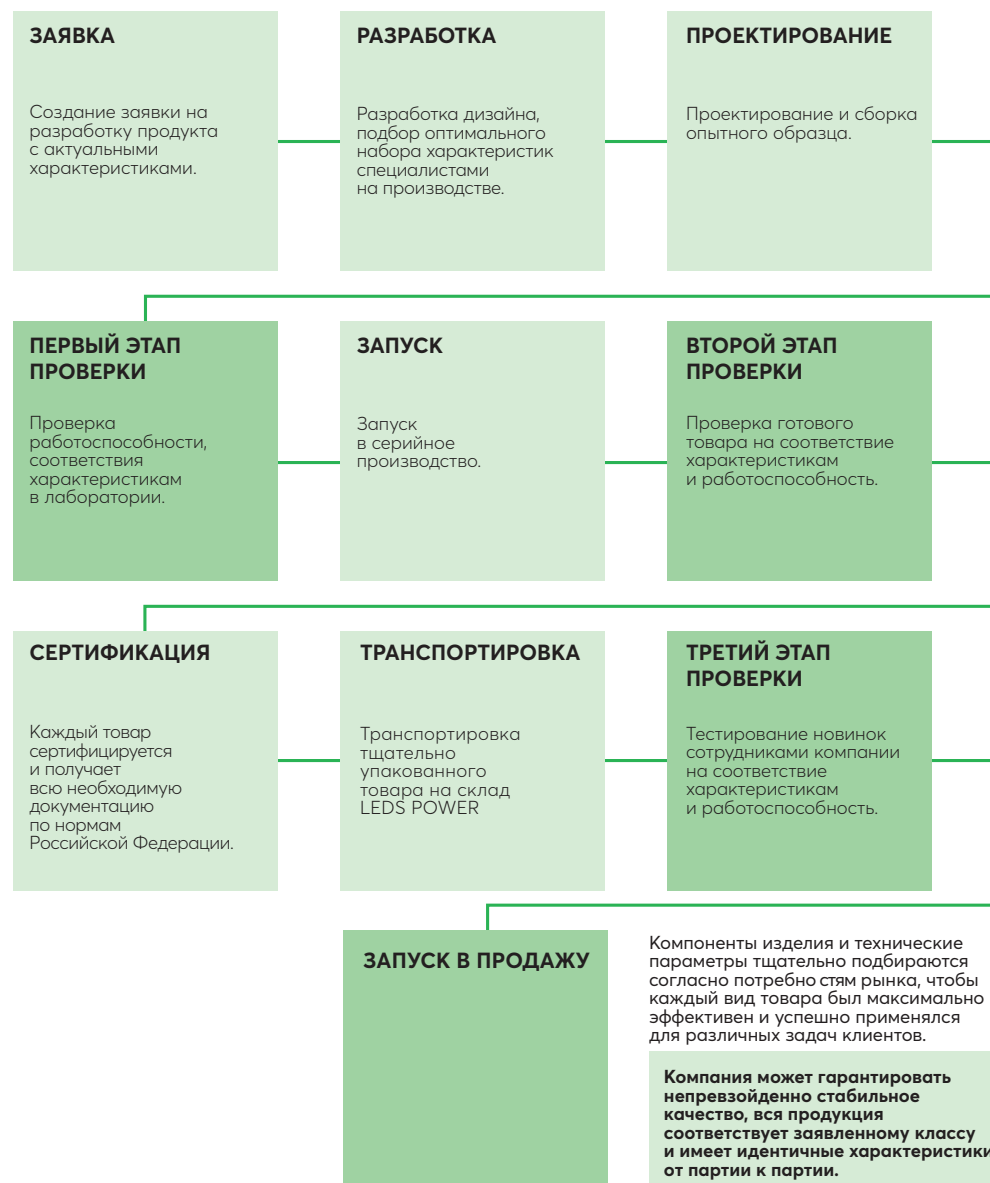 ЗАЯВКА
Создание заявки на
разработку продукта
с актуальными
характеристиками.
РАЗРАБОТКА
Разработка дизайна,
подбор оптимального
набора характеристик
специалистами
на производстве.
ПРОЕКТИРОВАНИЕ
Проектирование и сборка
опытного образца.
ПЕРВЫЙ ЭТАП
ПРОВЕРКИ
Проверка
работоспособности,
соответствия
характеристикам
в лаборатории.
ЗАПУСК
Запуск
в серийное
производство.
ВТОРОЙ ЭТАП
ПРОВЕРКИ
Проверка готового
товара на соответствие
характеристикам
и работоспособность.
СЕРТИФИКАЦИЯ
Каждый товар
сертифицируется
и получает
всю необходимую
документацию
по нормам
Российской Федерации.
ТРАНСПОРТИРОВКА
Транспортировка
тщательно
упакованного
товара на склад
LEDS POWER
ТРЕТИЙ ЭТАП
ПРОВЕРКИ
Тестирование новинок
сотрудниками компании
на соответствие
характеристикам
и работоспособность.
ЗАПУСК В ПРОДАЖУ
Компоненты изделия и технические
параметры тщательно подбираются
согласно потребно стям рынка, чтобы
каждый вид товара был максимально
эффективен и успешно применялся
для различных задач клиентов.
Компания может гарантировать
непревзойденно стабильное
качество, вся продукция
соответствует заявленному классу
и имеет идентичные характеристики
от партии к партии.